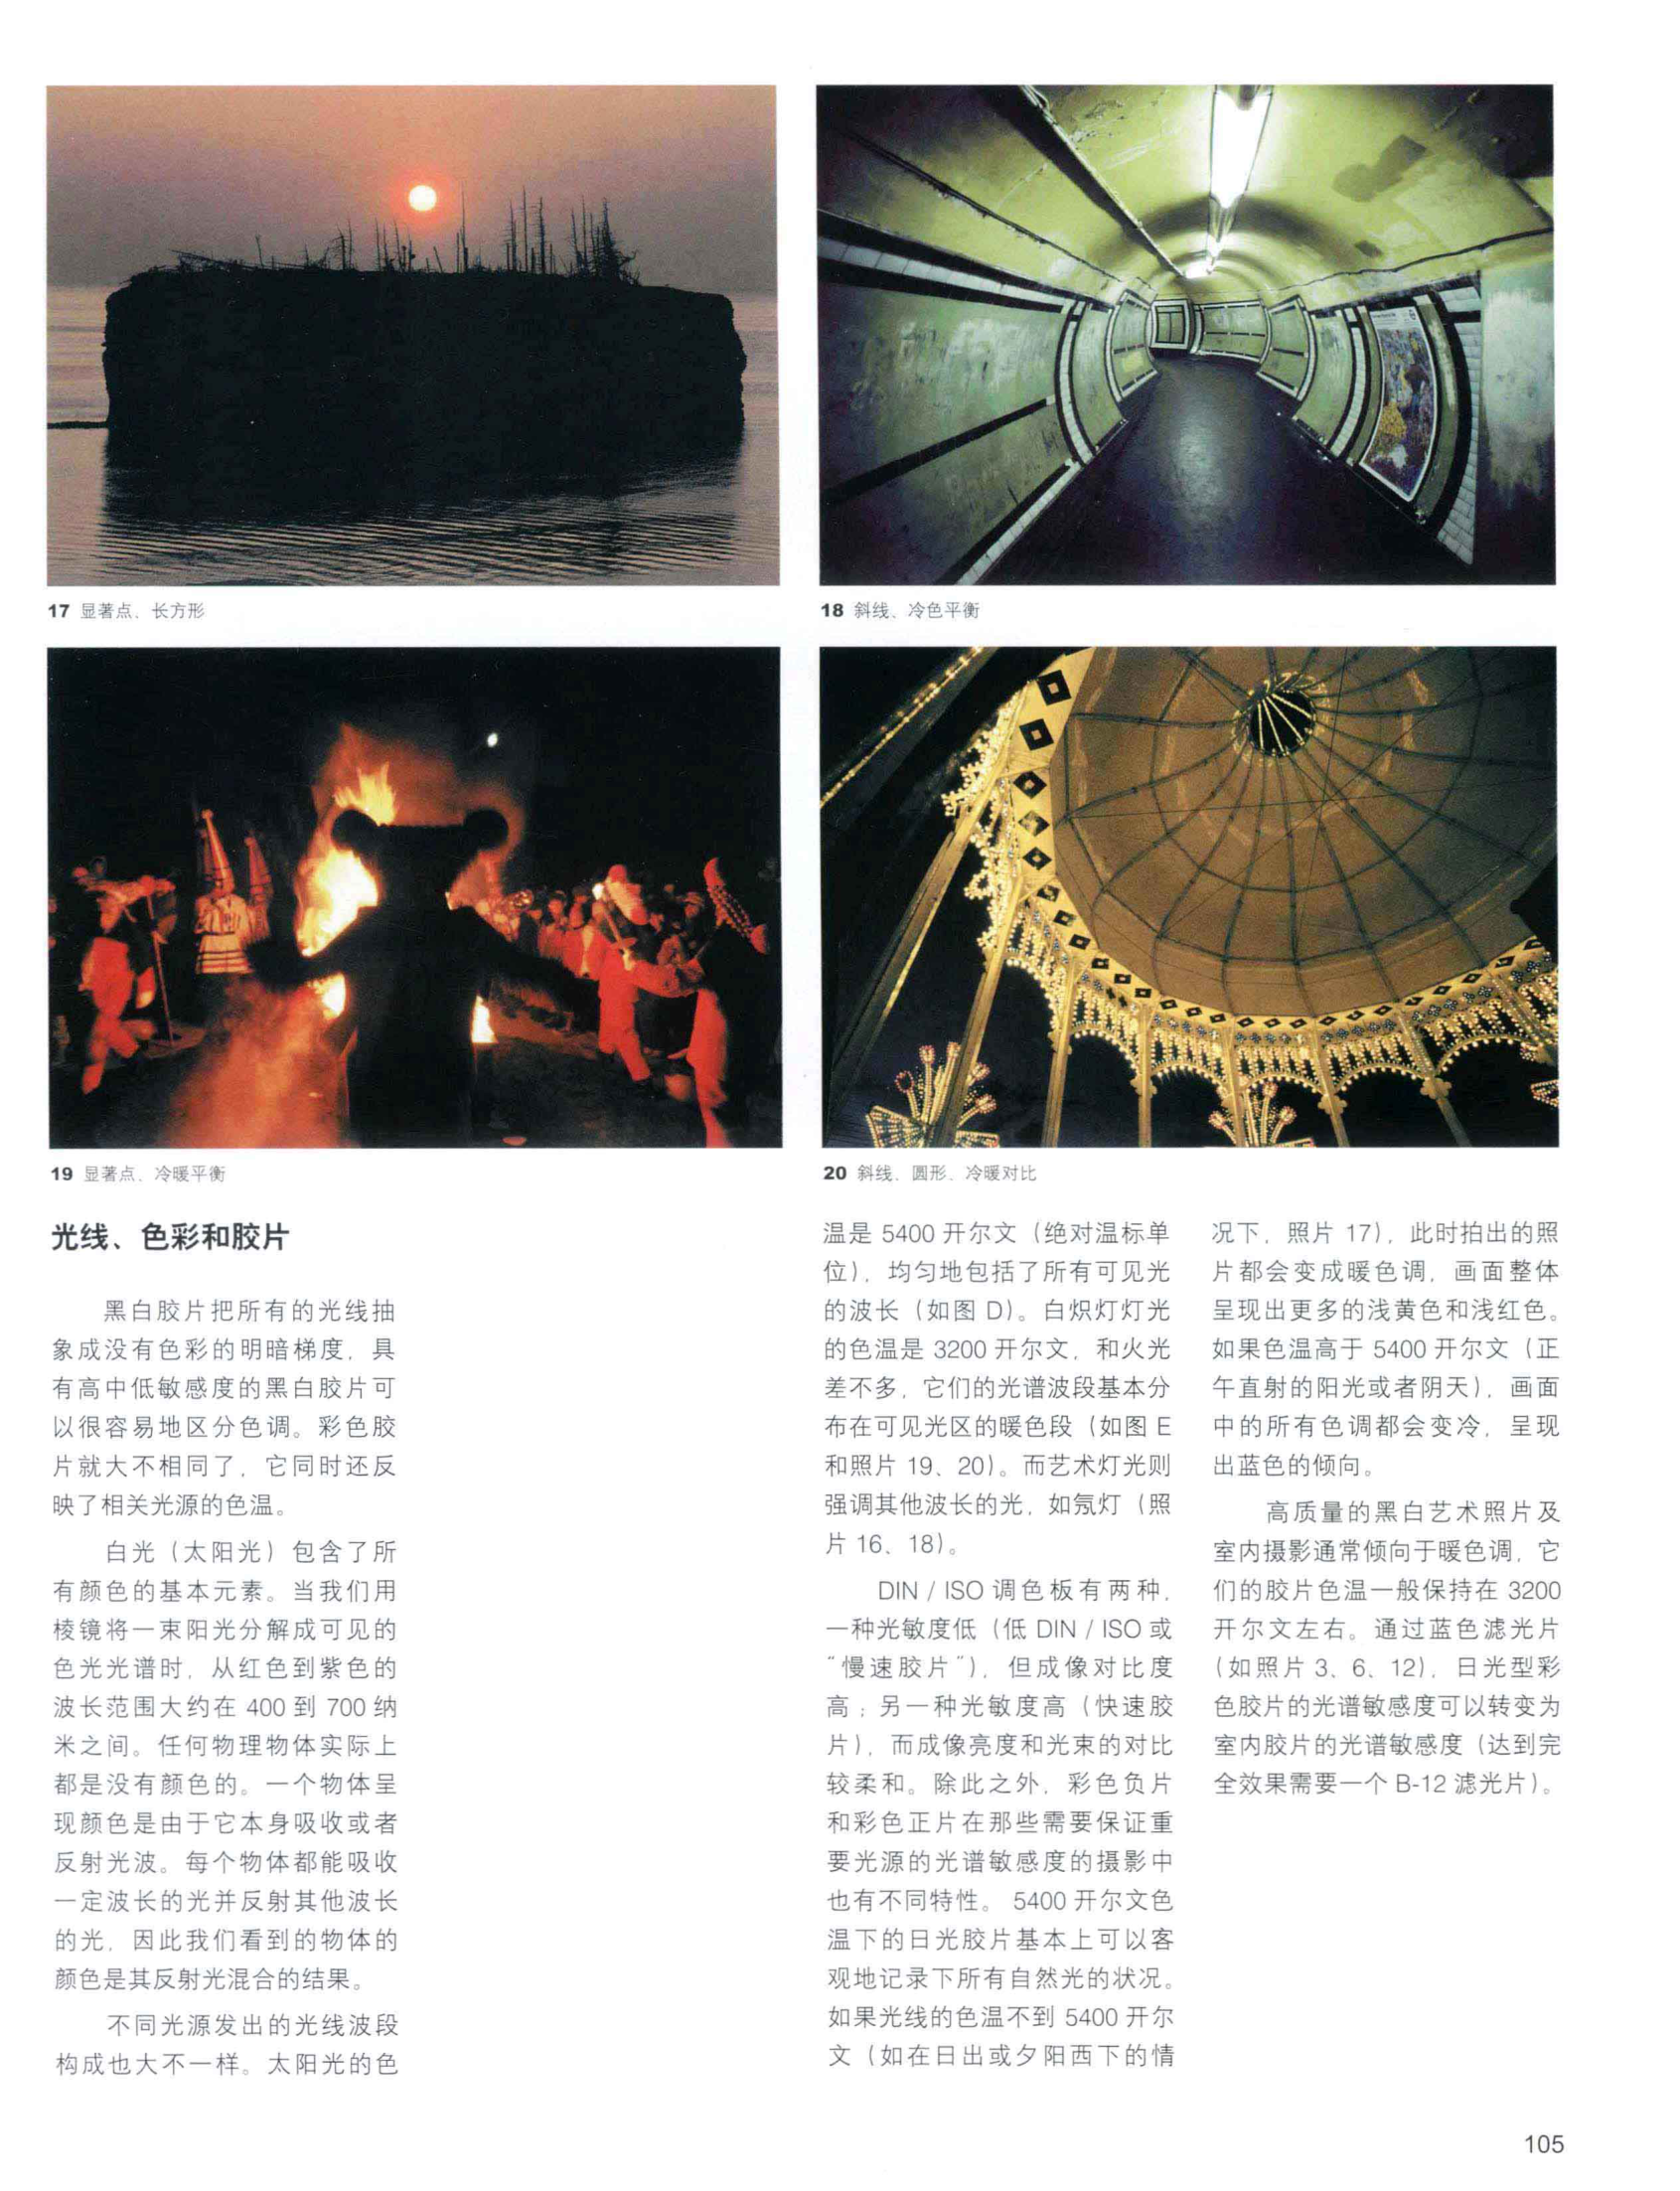 17 显著点、长方形
18 斜线、冷色平衡
19 显著点、冷暖平衡
20 斜线、圆形、冷暖对比
光线、色彩和胶片
黑白胶片把所有的光线抽
象成没有色彩的明暗梯度，具
有高中低敏感度的黑白胶片可
以很容易地区分色调。彩色胶
片就大不相同了，它同时还反
映了相关光源的色温。
白光（太阳光）包含了所
有颜色的基本元素。当我们用
棱镜将一束阳光分解成可见的
色光光谱时，从红色到紫色的
波长范围大约在 400 到 700 纳
米之间。任何物理物体实际上
都是没有颜色的。一个物体呈
现颜色是由于它本身吸收或者
反射光波。每个物体都能吸收
一定波长的光并反射其他波长
的光，因此我们看到的物体的
颜色是其反射光混合的结果。
不同光源发出的光线波段
构成也大不一样。太阳光的色
温是 5400 开尔文（绝对温标单
位），均匀地包括了所有可见光
的波长（如图 D）。白炽灯灯光
的色温是 3200 开尔文，和火光
差不多，它们的光谱波段基本分
布在可见光区的暖色段（如图 E
和照片 19、20）。而艺术灯光则
强调其他波长的光，如氖灯（照
片 16、18）。
DIN / ISO 调色板有两种，
一种光敏度低（低 DIN / ISO 或
“慢速胶片”），但成像对比度
高；另一种光敏度高（快速胶
片），而成像亮度和光束的对比
较柔和。除此之外，彩色负片
和彩色正片在那些需要保证重
要光源的光谱敏感度的摄影中
也有不同特性。 5400 开尔文色
温下的日光胶片基本上可以客
观地记录下所有自然光的状况。
如果光线的色温不到 5400 开尔
文（如在日出或夕阳西下的情
况下，照片 17），此时拍出的照
片都会变成暖色调，画面整体
呈现出更多的浅黄色和浅红色。
如果色温高于 5400 开尔文（正
午直射的阳光或者阴天），画面
中的所有色调都会变冷，呈现
出蓝色的倾向。
高质量的黑白艺术照片及
室内摄影通常倾向于暖色调，它
们的胶片色温一般保持在 3200
开尔文左右。通过蓝色滤光片
（如照片 3、6、12），日光型彩
色胶片的光谱敏感度可以转变为
室内胶片的光谱敏感度（达到完
全效果需要一个 B-12 滤光片）。
105